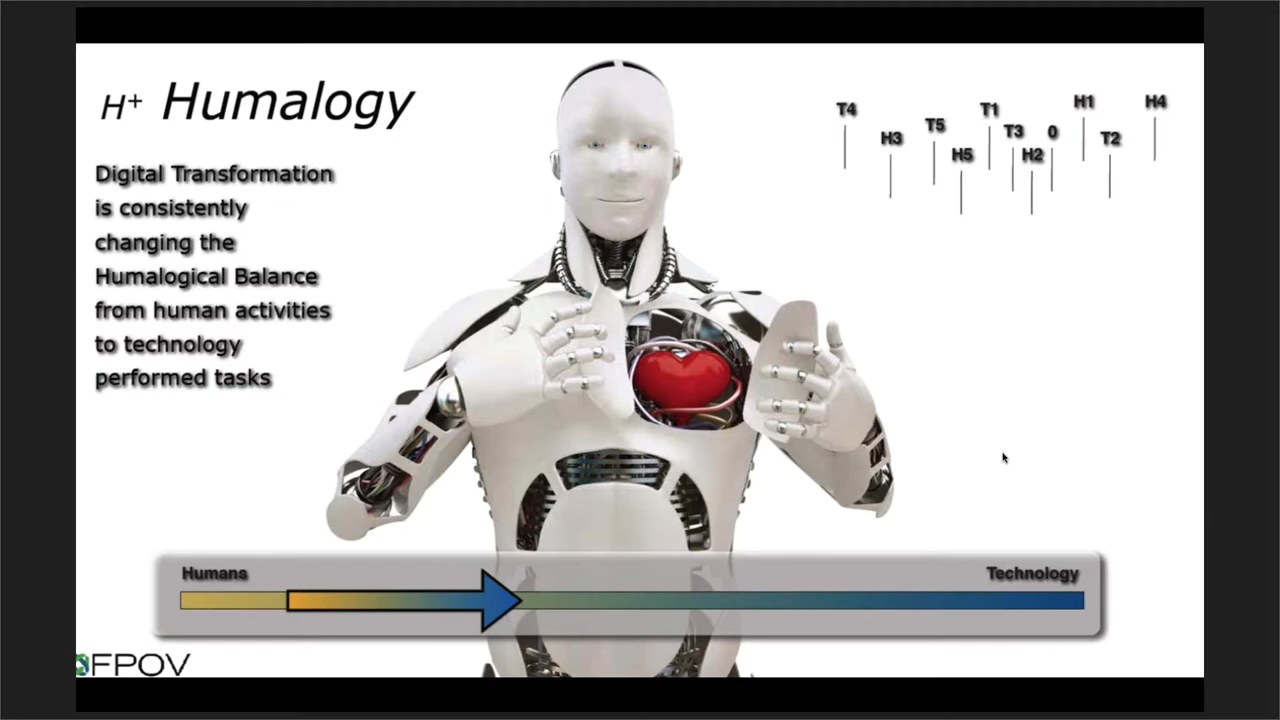 H+ Humalogy
Digital Transformation
is consistently
changing the
Humalogical Balance
from human activities
to technology
performed tasks
T4
H3
T5
H5
T1
T3
H2
0
H1
T2
H4
Humans
Technology
FPOV